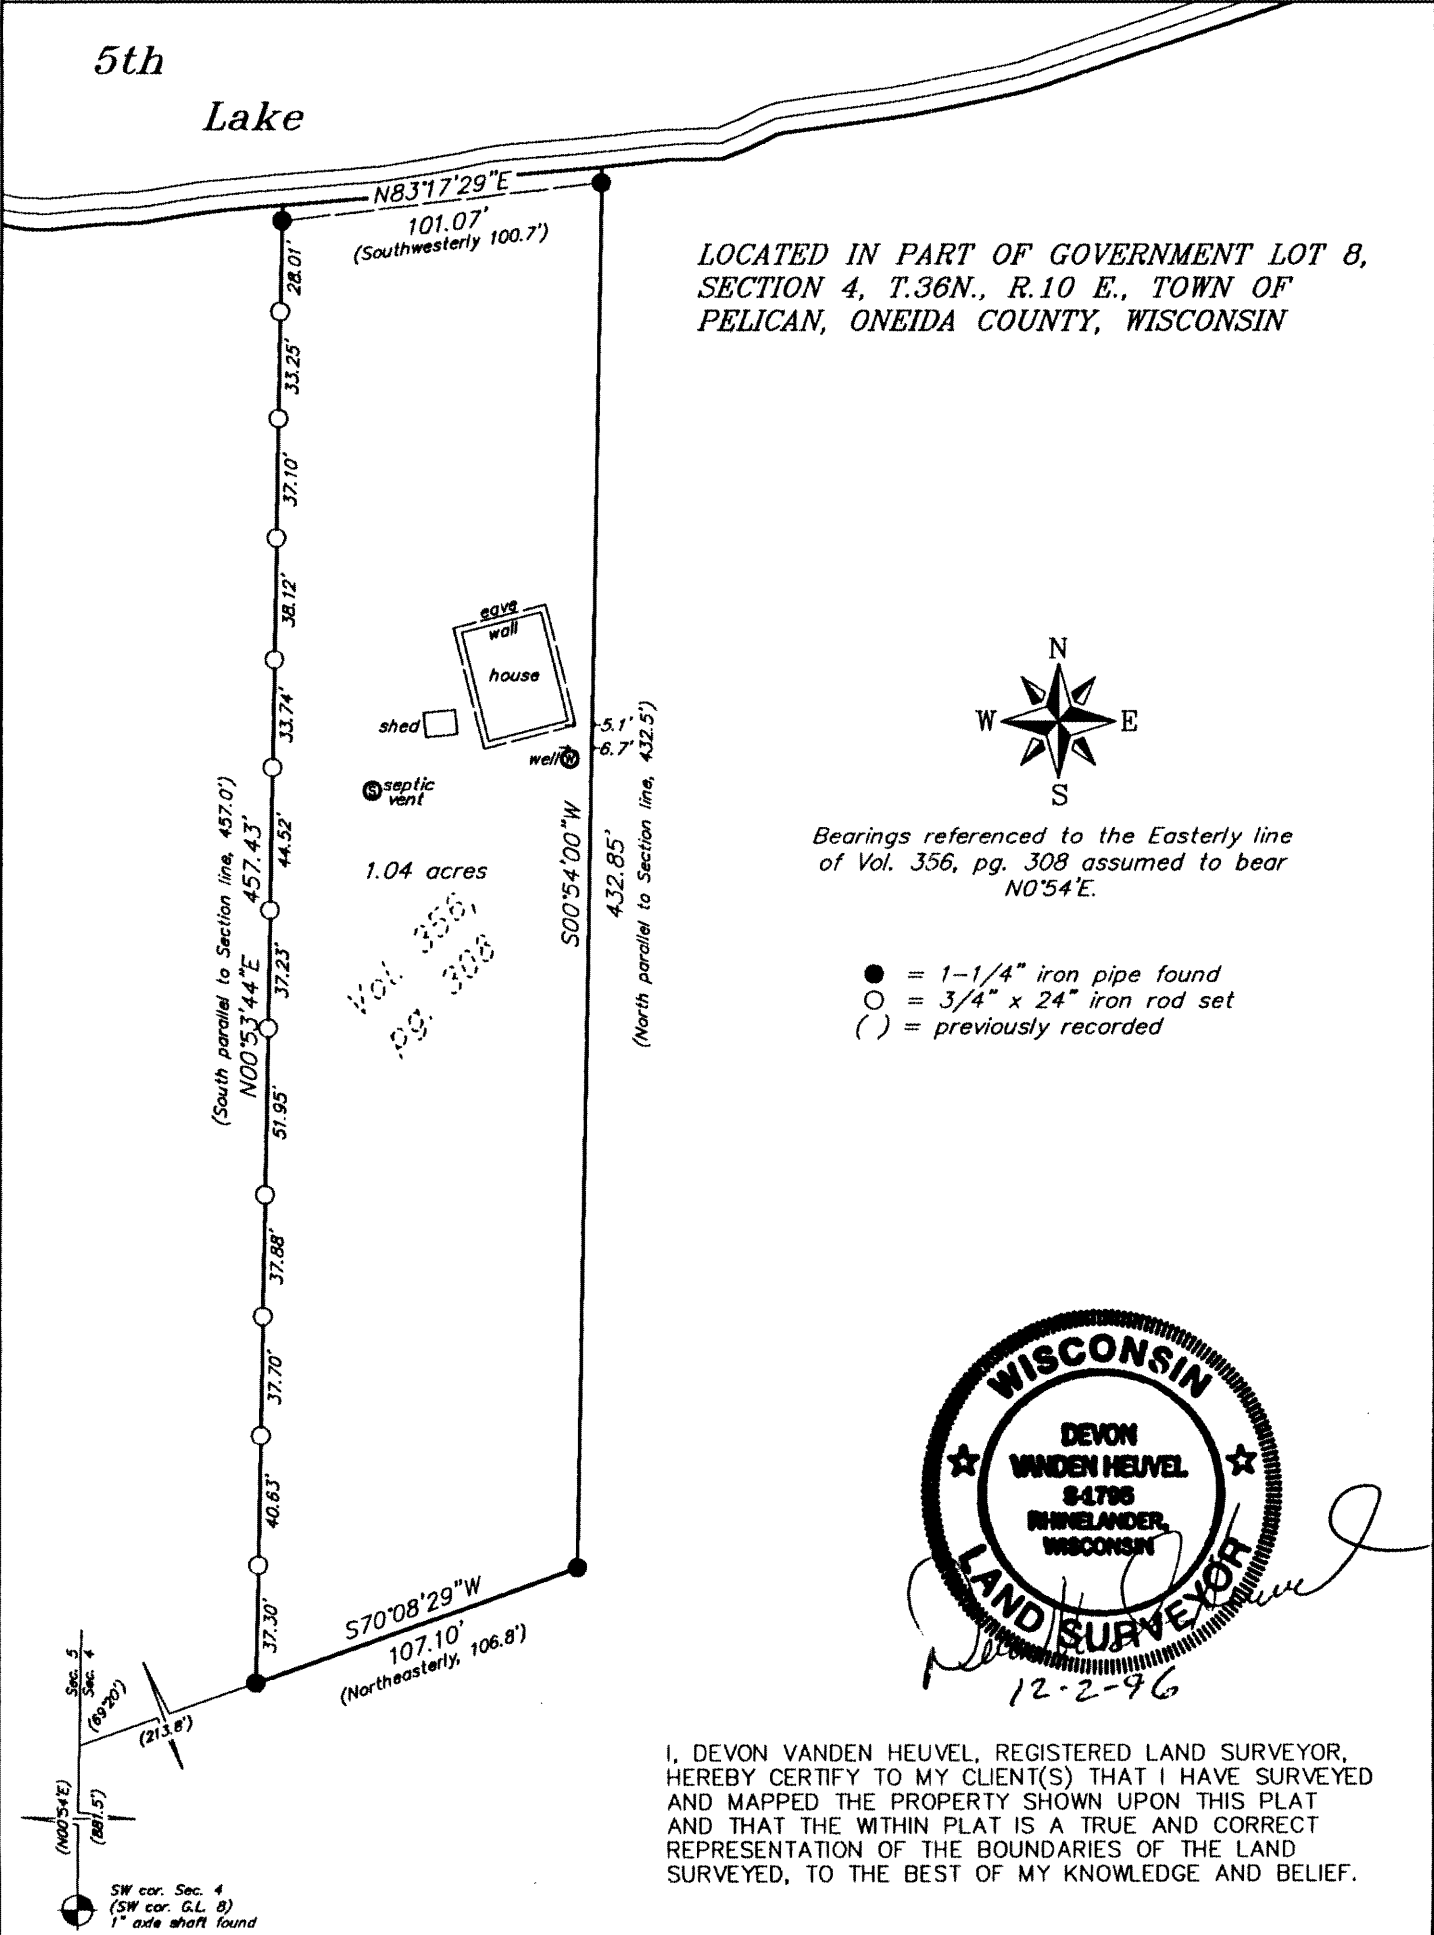 5th
Lake
N83°17'29"E
101.07'
(Southwesterly 100.7')
LOCATED IN PART OF GOVERNMENT LOT 8,
SECTION 4, T.36N., R.10 E., TOWN OF
PELICAN, ONEIDA COUNTY, WISCONSIN
28.01'
33.25'
37.10'
38.12'
33.74'
44.52'
37.23'
51.95'
37.88'
37.70'
40.63'
37.30'
(South parallel to Section line, 457.0')
N00°53'44"E 457.43'
eave
wall
house
shed
5.1'
6.7'
well W
S septic
vent
1.04 acres
Vol. 356,
pg. 308
S00°54'00"W
432.85'
(North parallel to Section line, 432.5')
N
W E
S
Bearings referenced to the Easterly line
of Vol. 356, pg. 308 assumed to bear
N0°54'E.
● = 1-1/4" iron pipe found
○ = 3/4" x 24" iron rod set
( ) = previously recorded
S70°08'29"W
107.10'
(Northeasterly, 106.8')
Sec. 5
Sec. 4
(69°20')
(213.8')
(N00°54'E)
(881.5')
SW cor. Sec. 4
(SW cor. G.L. 8)
1" axle shaft found
WISCONSIN
DEVON
VANDEN HEUVEL
S-1795
RHINELANDER,
WISCONSIN
LAND SURVEYOR
12-2-96
I, DEVON VANDEN HEUVEL, REGISTERED LAND SURVEYOR,
HEREBY CERTIFY TO MY CLIENT(S) THAT I HAVE SURVEYED
AND MAPPED THE PROPERTY SHOWN UPON THIS PLAT
AND THAT THE WITHIN PLAT IS A TRUE AND CORRECT
REPRESENTATION OF THE BOUNDARIES OF THE LAND
SURVEYED, TO THE BEST OF MY KNOWLEDGE AND BELIEF.